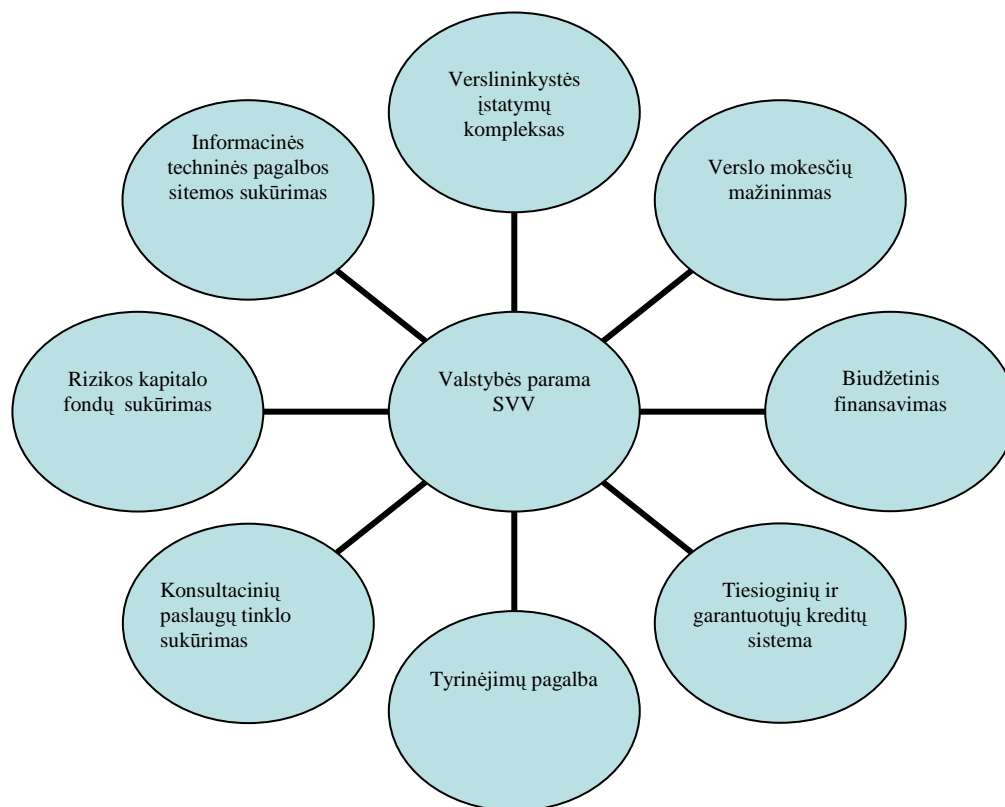 Verslininkystės
įstatymų
kompleksas
Informacinės
techninės pagalbos
sitemos sukūrimas
Verslo mokesčių
mažininmas
Rizikos kapitalo
fondų sukūrimas
Valstybės parama
SVV
Biudžetinis
finansavimas
Konsultacinių
paslaugų tinklo
sukūrimas
Tiesioginių ir
garantuotųjų kreditų
sistema
Tyrinėjimų pagalba